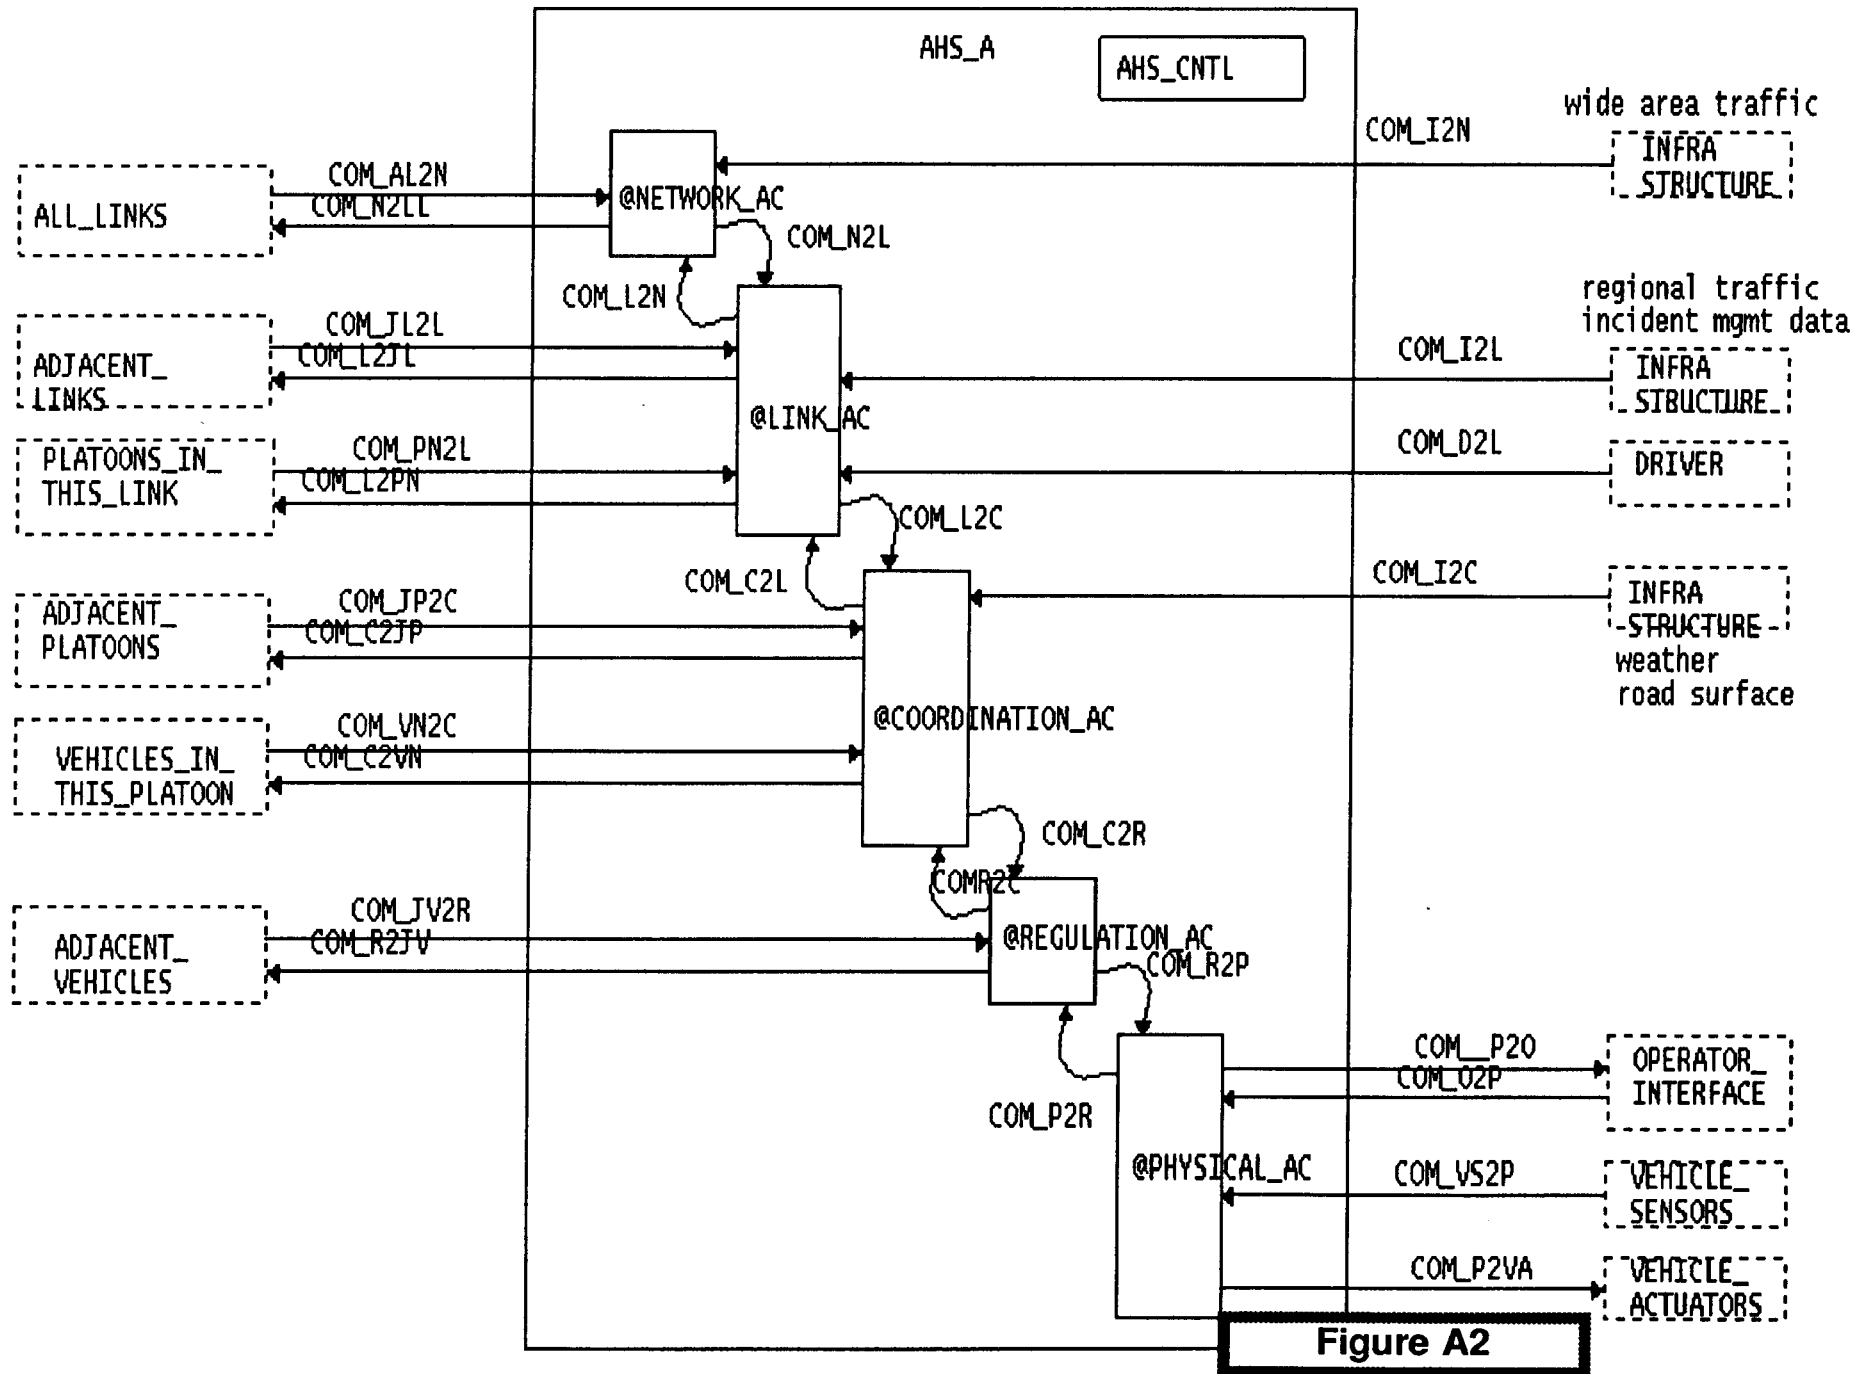 AHS_A
AHS_CNTL
wide area traffic
COM_I2N
INFRA
STRUCTURE
COM_AL2N
@NETWORK_AC
COM_N2LL
ALL_LINKS
COM_N2L
COM_L2N
regional traffic
incident mgmt data
COM_JL2L
COM_L2JL
ADJACENT_
LINKS
COM_I2L
INFRA
STRUCTURE
@LINK_AC
COM_PN2L
COM_L2PN
PLATOONS_IN_
THIS_LINK
COM_D2L
DRIVER
COM_L2C
COM_C2L
COM_I2C
INFRA
STRUCTURE
weather
road surface
COM_JP2C
COM_C2JP
ADJACENT_
PLATOONS
@COORDINATION_AC
COM_VN2C
COM_C2VN
VEHICLES_IN_
THIS_PLATOON
COM_C2R
COMR2C
COM_JV2R
COM_R2JV
ADJACENT_
VEHICLES
@REGULATION_AC
COM_R2P
COM__P2O
COM_O2P
OPERATOR_
INTERFACE
COM_P2R
@PHYSICAL_AC
COM_VS2P
VEHICLE_
SENSORS
COM_P2VA
VEHICLE_
ACTUATORS
Figure A2